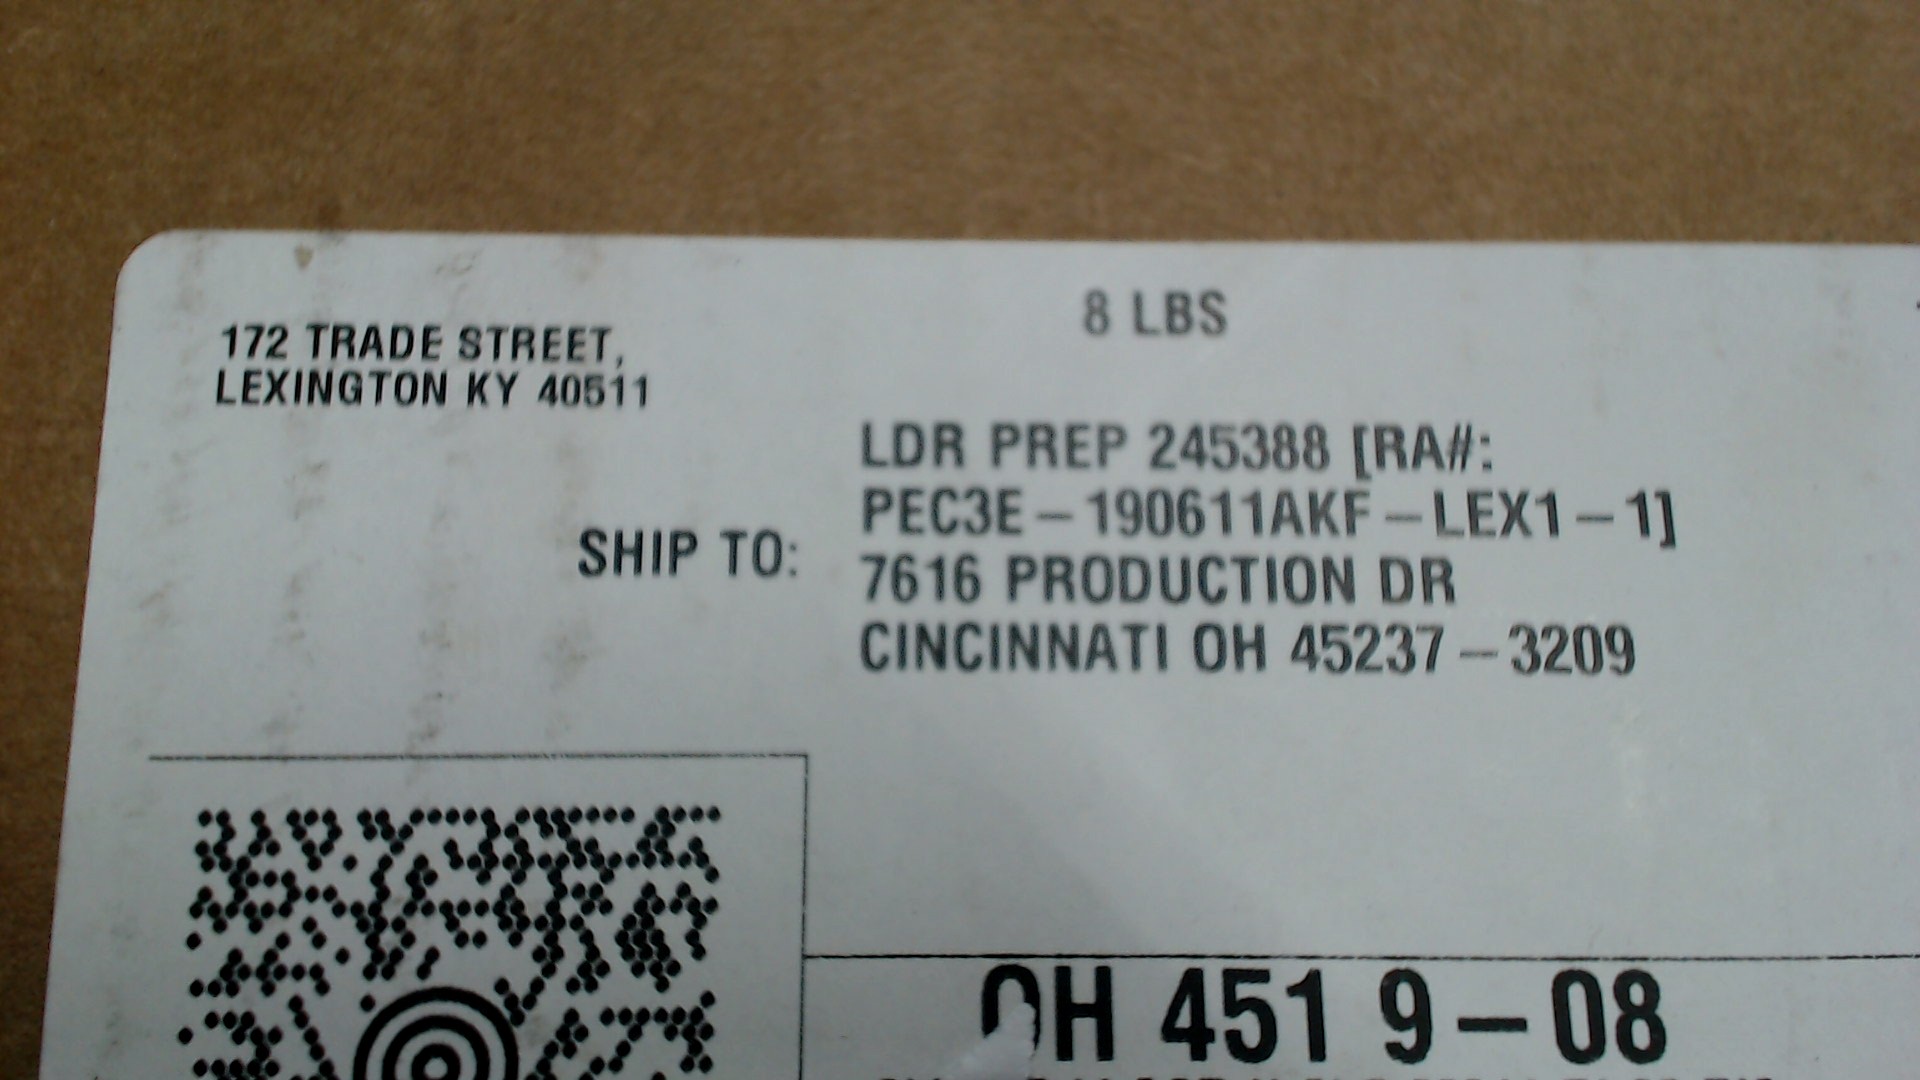 172 TRADE STREET,
LEXINGTON KY 40511
8 LBS
SHIP TO:
LDR PREP 245388 [RA#:
PEC3E-190611AKF-LEX1-1]
7616 PRODUCTION DR
CINCINNATI OH 45237-3209
OH 451 9-08